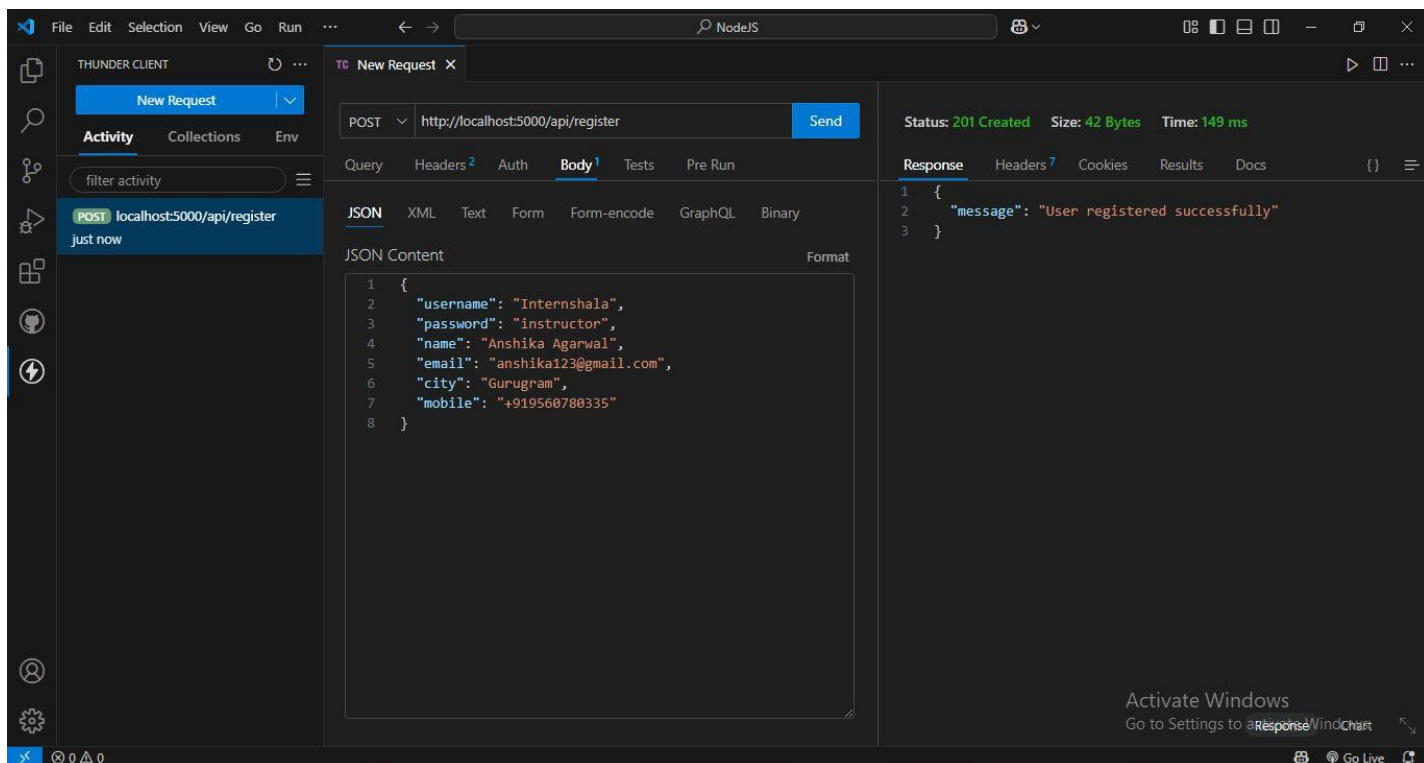 File Edit Selection View Go Run ... NodeJS
THUNDER CLIENT
New Request
Activity Collections Env
filter activity
POST localhost:5000/api/register
just now
TC New Request
POST http://localhost:5000/api/register Send
Query Headers 2 Auth Body 1 Tests Pre Run
JSON XML Text Form Form-encode GraphQL Binary
JSON Content Format
1 {
2 "username": "Internshala",
3 "password": "instructor",
4 "name": "Anshika Agarwal",
5 "email": "anshika123@gmail.com",
6 "city": "Gurugram",
7 "mobile": "+919560780335"
8 }
Status: 201 Created Size: 42 Bytes Time: 149 ms
Response Headers 7 Cookies Results Docs {}
1 {
2 "message": "User registered successfully"
3 }
Activate Windows
Go to Settings to activate Windows.
Response Chart
0 0 Go Live